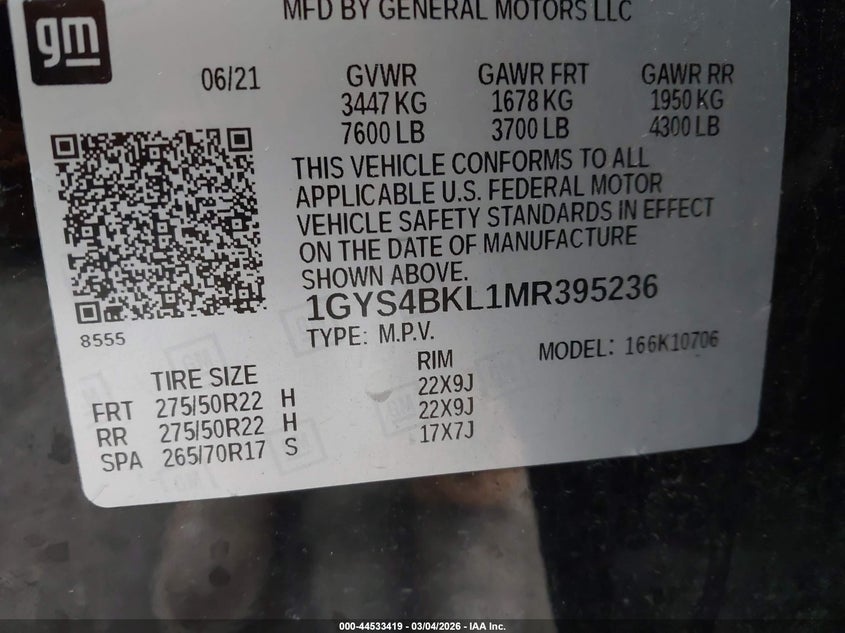 MFD BY GENERAL MOTORS LLC
gm
06/21 GVWR GAWR FRT GAWR RR
3447 KG 1678 KG 1950 KG
7600 LB 3700 LB 4300 LB
THIS VEHICLE CONFORMS TO ALL
APPLICABLE U.S. FEDERAL MOTOR
VEHICLE SAFETY STANDARDS IN EFFECT
ON THE DATE OF MANUFACTURE
SHOWN ABOVE.
1GYS4BKL1MR395236
8555
TYPE: M.P.V. MODEL: 166K10706
TIRE SIZE RIM
FRT 275/50R22 H 22X9J
RR 275/50R22 H 22X9J
SPA 265/70R17 S 17X7J
GM
000-44533419 - 03/04/2026 - IAA Inc.